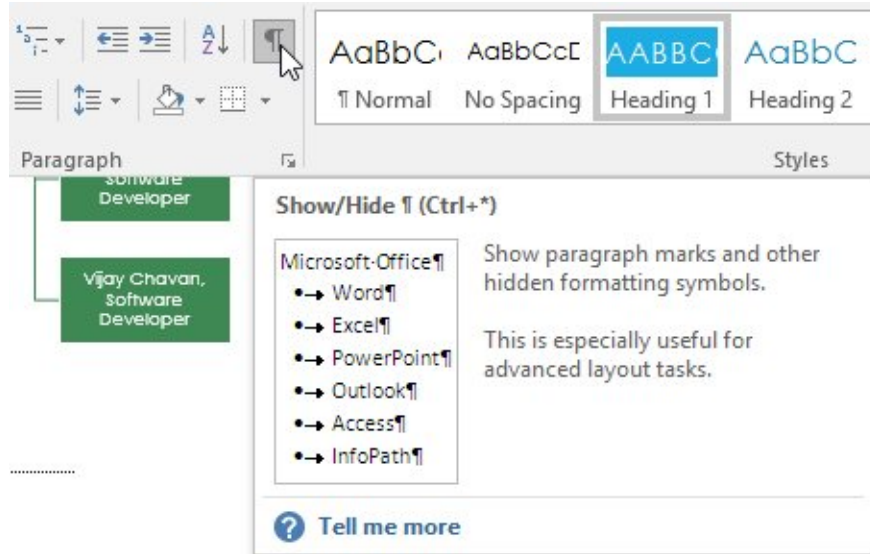 AaBbC
AaBbCcD
AABBC
AaBbC
¶ Normal
No Spacing
Heading 1
Heading 2
Paragraph
Styles
Software
Developer
Vijay Chavan,
Software
Developer
Show/Hide ¶ (Ctrl+*)
Microsoft·Office¶
•→ Word¶
•→ Excel¶
•→ PowerPoint¶
•→ Outlook¶
•→ Access¶
•→ InfoPath¶
Show paragraph marks and other
hidden formatting symbols.
This is especially useful for
advanced layout tasks.
Tell me more